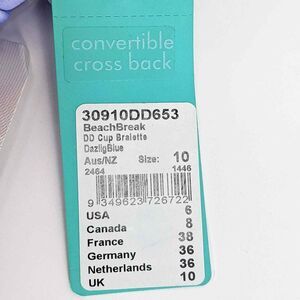 convertible
cross back
30910DD653
BeachBreak
DD Cup Bralette
DazllgBlue
Aus/NZ Size: 10
2464 1446
9 349623 726722
USA 6
Canada 8
France 38
Germany 36
Netherlands 36
UK 10